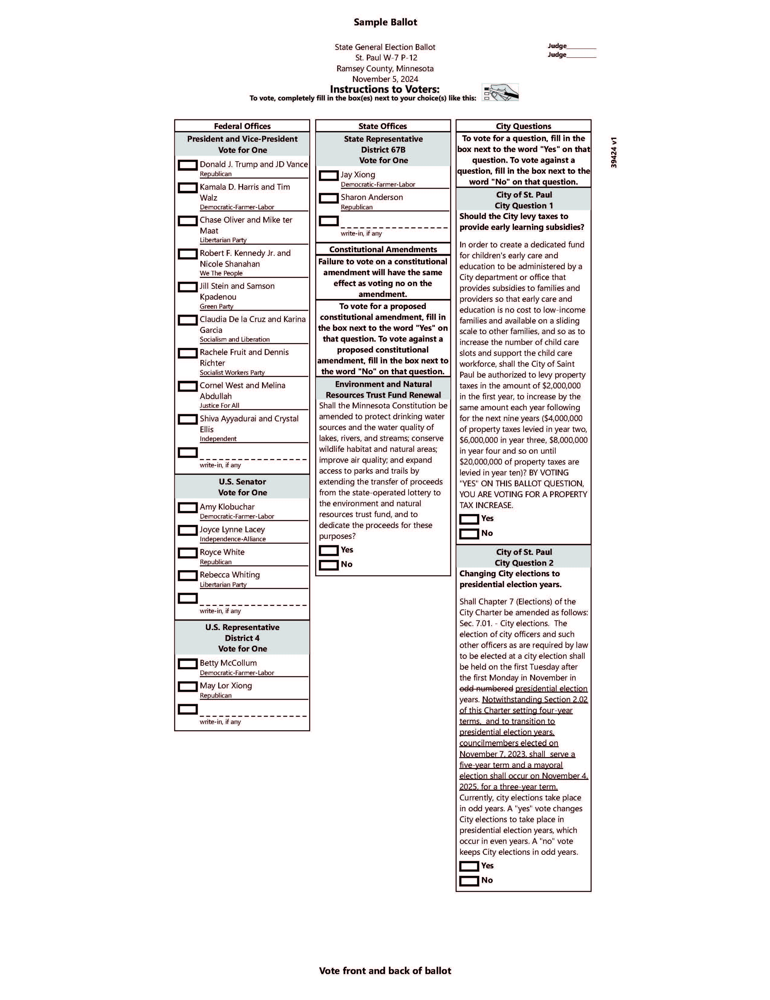 Sample Ballot
State General Election Ballot
St. Paul W-7 P-12
Ramsey County, Minnesota
November 5, 2024
Judge__________
Judge__________
Instructions to Voters:
To vote, completely fill in the box(es) next to your choice(s) like this:
Federal Offices
President and Vice-President
Vote for One
Donald J. Trump and JD Vance
Republican
Kamala D. Harris and Tim
Walz
Democratic-Farmer-Labor
Chase Oliver and Mike ter
Maat
Libertarian Party
Robert F. Kennedy Jr. and
Nicole Shanahan
We The People
Jill Stein and Samson
Kpadenou
Green Party
Claudia De la Cruz and Karina
Garcia
Socialism and Liberation
Rachele Fruit and Dennis
Richter
Socialist Workers Party
Cornel West and Melina
Abdullah
Justice For All
Shiva Ayyadurai and Crystal
Ellis
Independent
write-in, if any
U.S. Senator
Vote for One
Amy Klobuchar
Democratic-Farmer-Labor
Joyce Lynne Lacey
Independence-Alliance
Royce White
Republican
Rebecca Whiting
Libertarian Party
write-in, if any
U.S. Representative
District 4
Vote for One
Betty McCollum
Democratic-Farmer-Labor
May Lor Xiong
Republican
write-in, if any
State Offices
State Representative
District 67B
Vote for One
Jay Xiong
Democratic-Farmer-Labor
Sharon Anderson
Republican
write-in, if any
Constitutional Amendments
Failure to vote on a constitutional
amendment will have the same
effect as voting no on the
amendment.
To vote for a proposed
constitutional amendment, fill in
the box next to the word "Yes" on
that question. To vote against a
proposed constitutional
amendment, fill in the box next to
the word "No" on that question.
Environment and Natural
Resources Trust Fund Renewal
Shall the Minnesota Constitution be
amended to protect drinking water
sources and the water quality of
lakes, rivers, and streams; conserve
wildlife habitat and natural areas;
improve air quality; and expand
access to parks and trails by
extending the transfer of proceeds
from the state-operated lottery to
the environment and natural
resources trust fund, and to
dedicate the proceeds for these
purposes?
Yes
No
City Questions
To vote for a question, fill in the
box next to the word "Yes" on that
question. To vote against a
question, fill in the box next to the
word "No" on that question.
City of St. Paul
City Question 1
Should the City levy taxes to
provide early learning subsidies?
In order to create a dedicated fund
for children's early care and
education to be administered by a
City department or office that
provides subsidies to families and
providers so that early care and
education is no cost to low-income
families and available on a sliding
scale to other families, and so as to
increase the number of child care
slots and support the child care
workforce, shall the City of Saint
Paul be authorized to levy property
taxes in the amount of $2,000,000
in the first year, to increase by the
same amount each year following
for the next nine years ($4,000,000
of property taxes levied in year two,
$6,000,000 in year three, $8,000,000
in year four and so on until
$20,000,000 of property taxes are
levied in year ten)? BY VOTING
"YES" ON THIS BALLOT QUESTION,
YOU ARE VOTING FOR A PROPERTY
TAX INCREASE.
Yes
No
City of St. Paul
City Question 2
Changing City elections to
presidential election years.
Shall Chapter 7 (Elections) of the
City Charter be amended as follows:
Sec. 7.01. - City elections.  The
election of city officers and such
other officers as are required by law
to be elected at a city election shall
be held on the first Tuesday after
the first Monday in November in
odd numbered presidential election
years. Notwithstanding Section 2.02
of this Charter setting four-year
terms,  and to transition to
presidential election years,
councilmembers elected on
November 7, 2023, shall  serve a
five-year term and a mayoral
election shall occur on November 4,
2025, for a three-year term.
Currently, city elections take place
in odd years. A "yes" vote changes
City elections to take place in
presidential election years, which
occur in even years. A "no" vote
keeps City elections in odd years.
Yes
No
39424 v1
Vote front and back of ballot